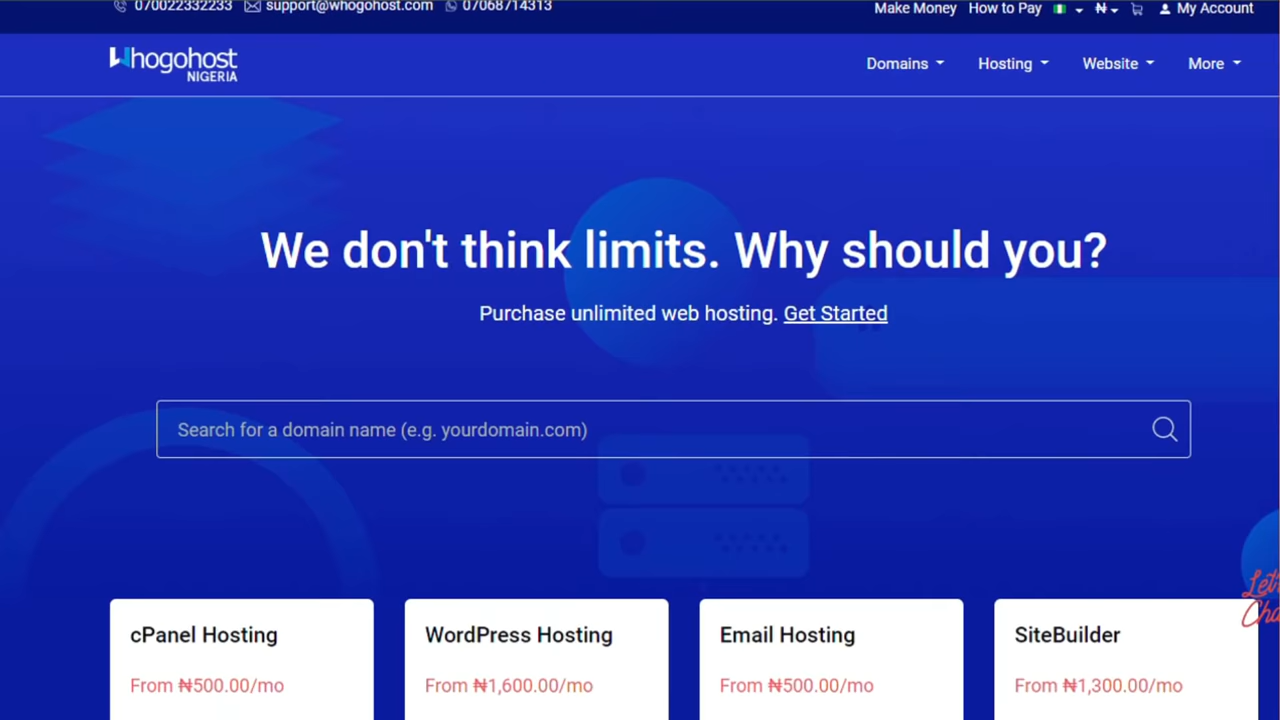 070022332233 support@whogohost.com 07068714313 Make Money How to Pay ₦ My Account
Whogohost
NIGERIA
Domains Hosting Website More
We don't think limits. Why should you?
Purchase unlimited web hosting. Get Started
Search for a domain name (e.g. yourdomain.com)
cPanel Hosting WordPress Hosting Email Hosting SiteBuilder
From ₦500.00/mo From ₦1,600.00/mo From ₦500.00/mo From ₦1,300.00/mo